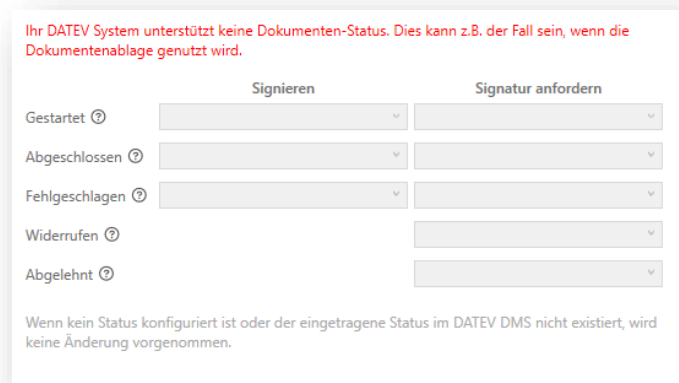 Ihr DATEV System unterstützt keine Dokumenten-Status. Dies kann z.B. der Fall sein, wenn die
Dokumentenablage genutzt wird.
Signieren Signatur anfordern
Gestartet
Abgeschlossen
Fehlgeschlagen
Widerrufen
Abgelehnt
Wenn kein Status konfiguriert ist oder der eingetragene Status im DATEV DMS nicht existiert, wird
keine Änderung vorgenommen.